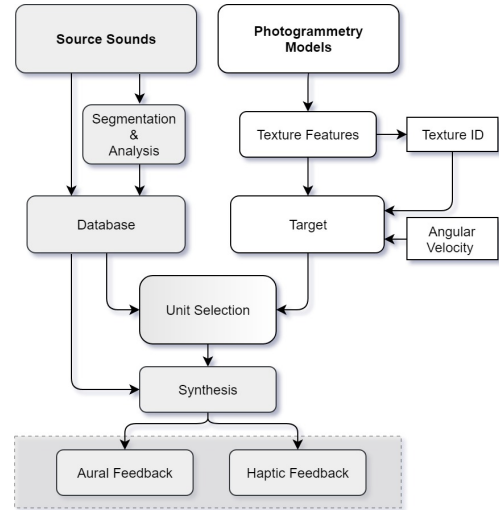 Source Sounds
Photogrammetry
Models
Segmentation
&
Analysis
Texture Features
Texture ID
Database
Target
Angular
Velocity
Unit Selection
Synthesis
Aural Feedback
Haptic Feedback